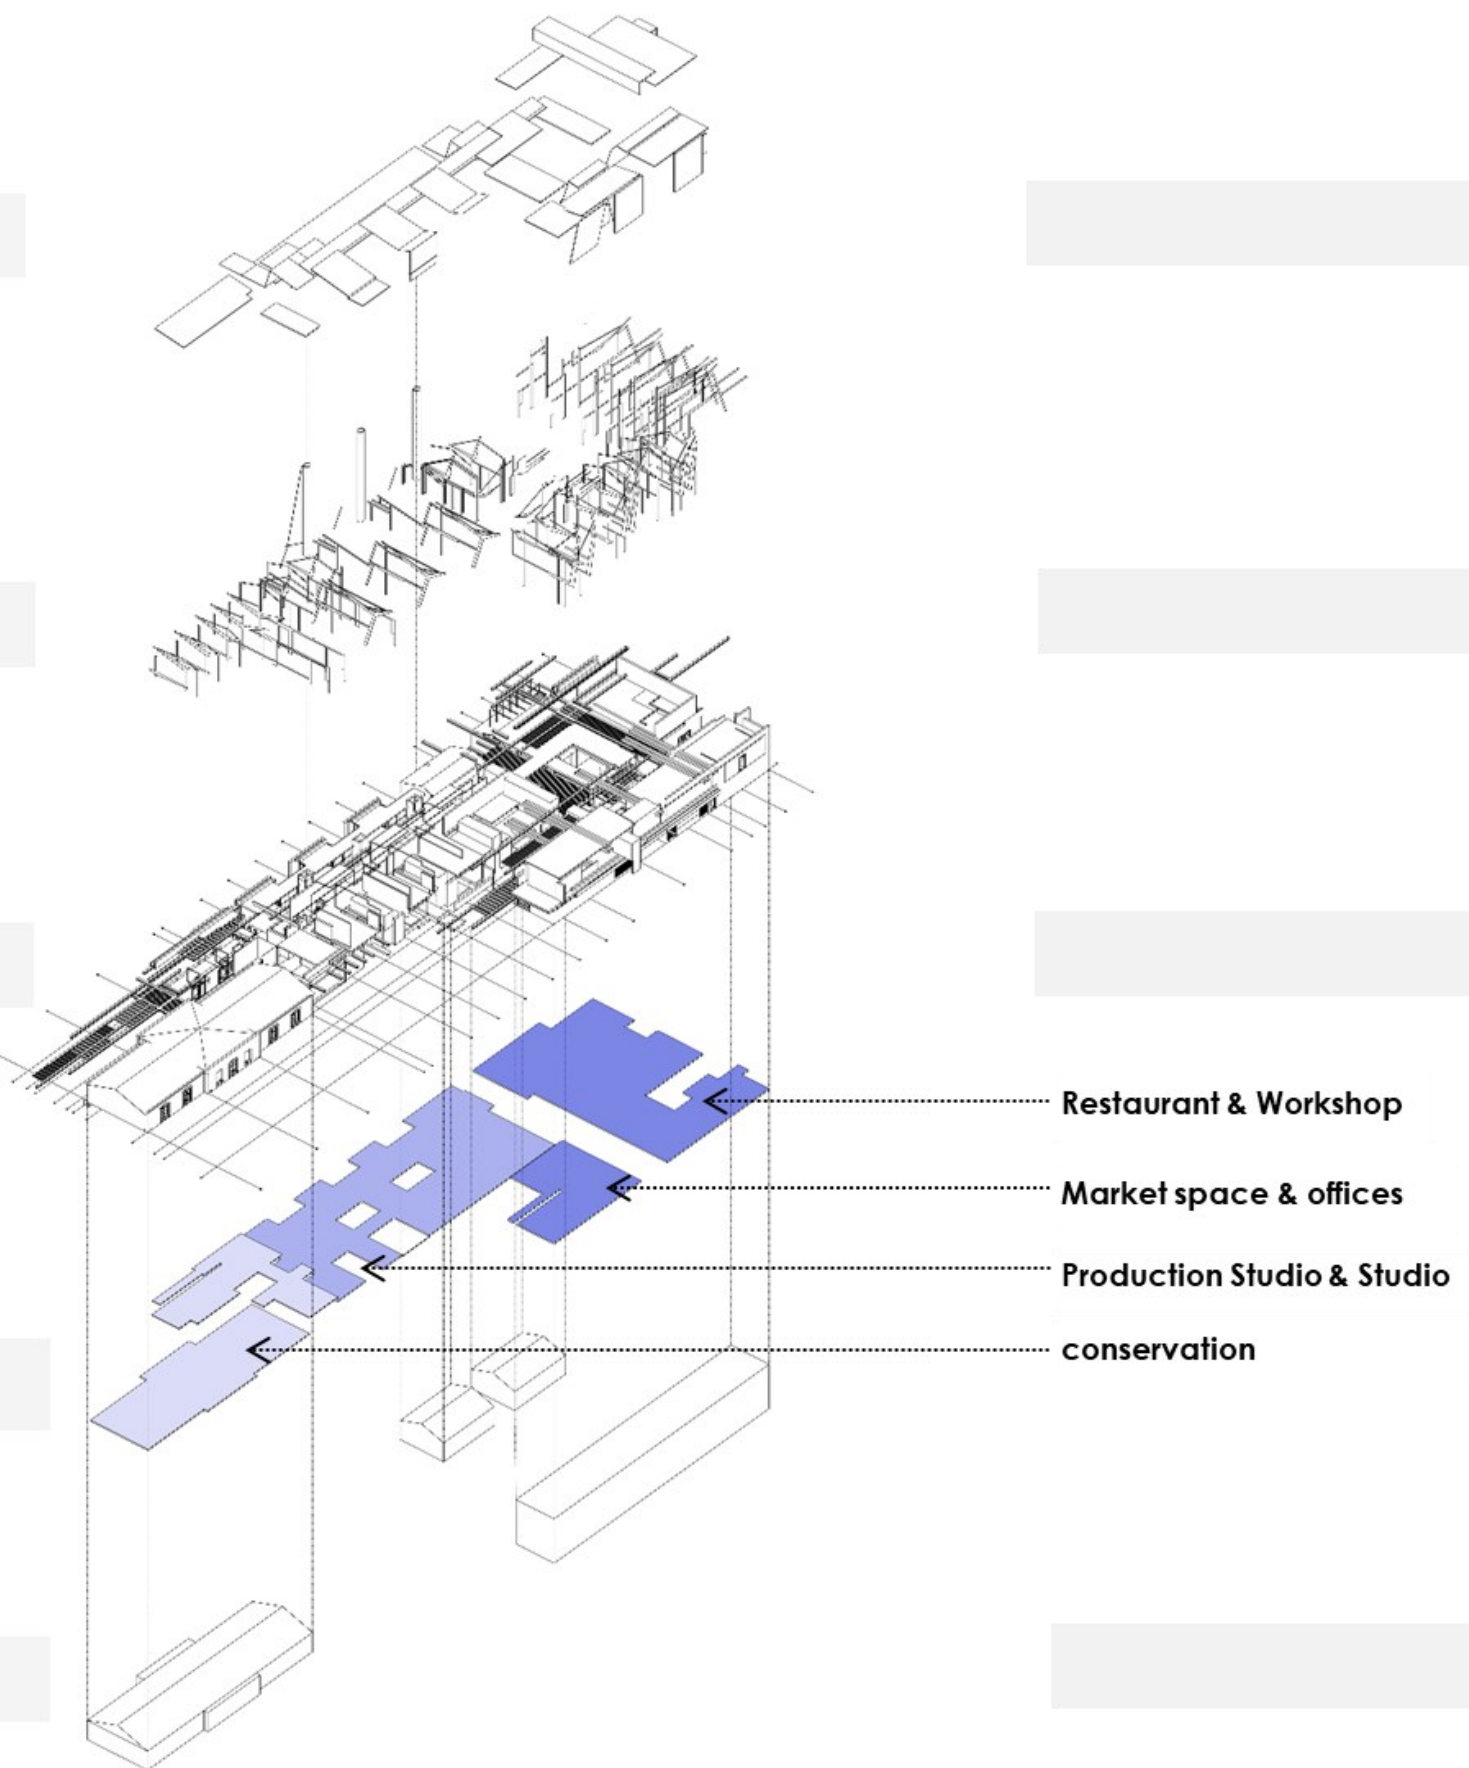 Restaurant & Workshop
Market space & offices
Production Studio & Studio
conservation